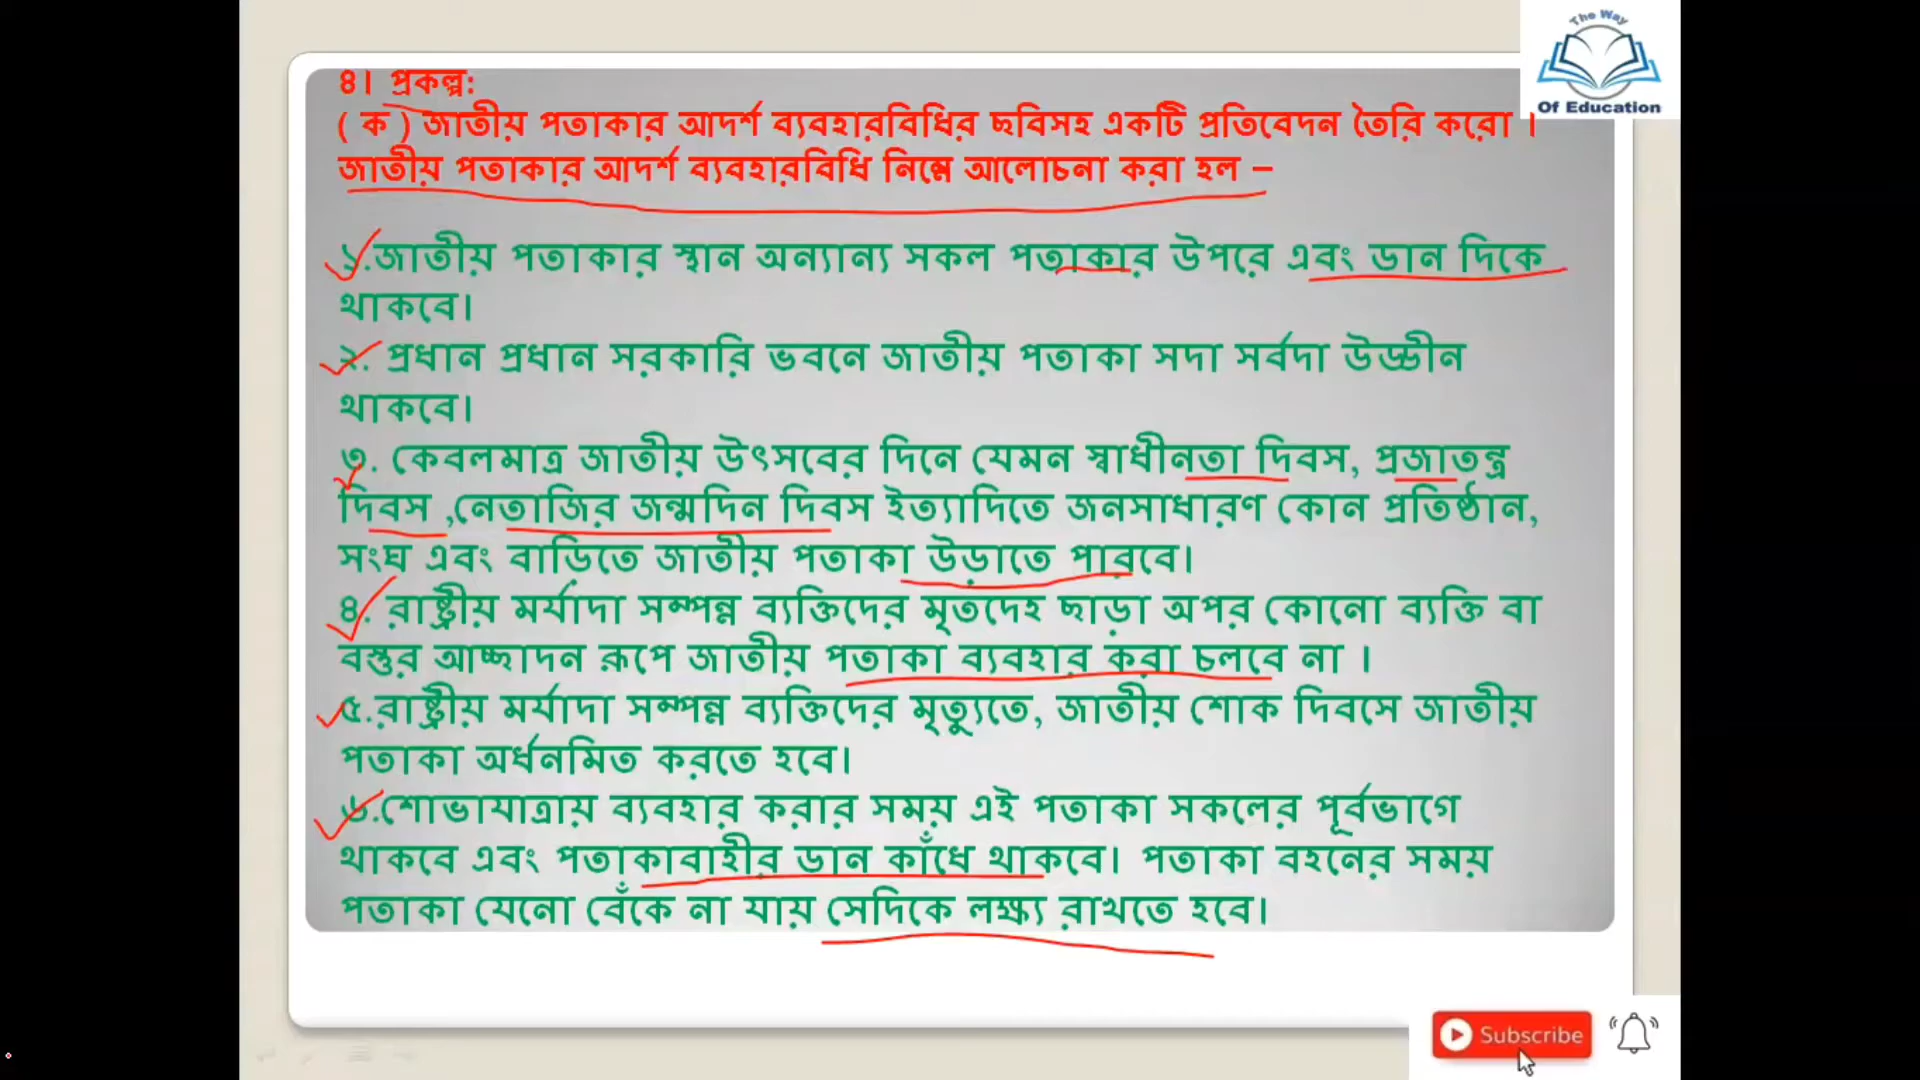 The Way
Of Education
৪। প্রকল্প:
( ক ) জাতীয় পতাকার আদর্শ ব্যবহারবিধির ছবিসহ একটি প্রতিবেদন তৈরি করো ।
জাতীয় পতাকার আদর্শ ব্যবহারবিধি নিম্নে আলোচনা করা হল –
১.জাতীয় পতাকার স্থান অন্যান্য সকল পতাকার উপরে এবং ডান দিকে
থাকবে।
২. প্রধান প্রধান সরকারি ভবনে জাতীয় পতাকা সদা সর্বদা উড্ডীন
থাকবে।
৩. কেবলমাত্র জাতীয় উৎসবের দিনে যেমন স্বাধীনতা দিবস, প্রজাতন্ত্র
দিবস ,নেতাজির জন্মদিন দিবস ইত্যাদিতে জনসাধারণ কোন প্রতিষ্ঠান,
সংঘ এবং বাড়িতে জাতীয় পতাকা উড়াতে পারবে।
৪. রাষ্ট্রীয় মর্যাদা সম্পন্ন ব্যক্তিদের মৃতদেহ ছাড়া অপর কোনো ব্যক্তি বা
বস্তুর আচ্ছাদন রূপে জাতীয় পতাকা ব্যবহার করা চলবে না ।
৫.রাষ্ট্রীয় মর্যাদা সম্পন্ন ব্যক্তিদের মৃত্যুতে, জাতীয় শোক দিবসে জাতীয়
পতাকা অর্ধনমিত করতে হবে।
৬.শোভাযাত্রায় ব্যবহার করার সময় এই পতাকা সকলের পূর্বভাগে
থাকবে এবং পতাকাবাহীর ডান কাঁধে থাকবে। পতাকা বহনের সময়
পতাকা যেনো বেঁকে না যায় সেদিকে লক্ষ্য রাখতে হবে।
Subscribe